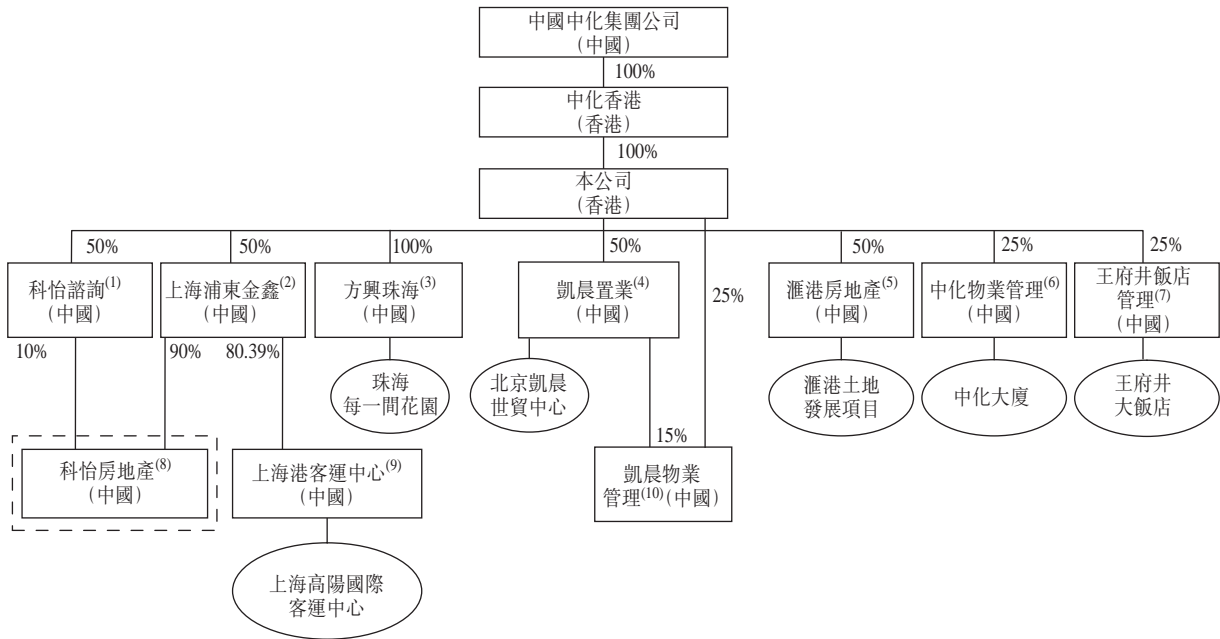 中國中化集團公司
(中國)
100%
中化香港
(香港)
100%
本公司
(香港)
50%
50%
100%
50%
50%
25%
25%
科怡諮詢(1)
(中國)
上海浦東金鑫(2)
(中國)
方興珠海(3)
(中國)
凱晨置業(4)
(中國)
25%
滙港房地產(5)
(中國)
中化物業管理(6)
(中國)
王府井飯店
管理(7)
(中國)
10%
90%
80.39%
珠海
每一間花園
北京凱晨
世貿中心
滙港土地
發展項目
中化大廈
王府井
大飯店
15%
科怡房地產(8)
(中國)
上海港客運中心(9)
(中國)
凱晨物業
管理(10)(中國)
上海高陽國際
客運中心